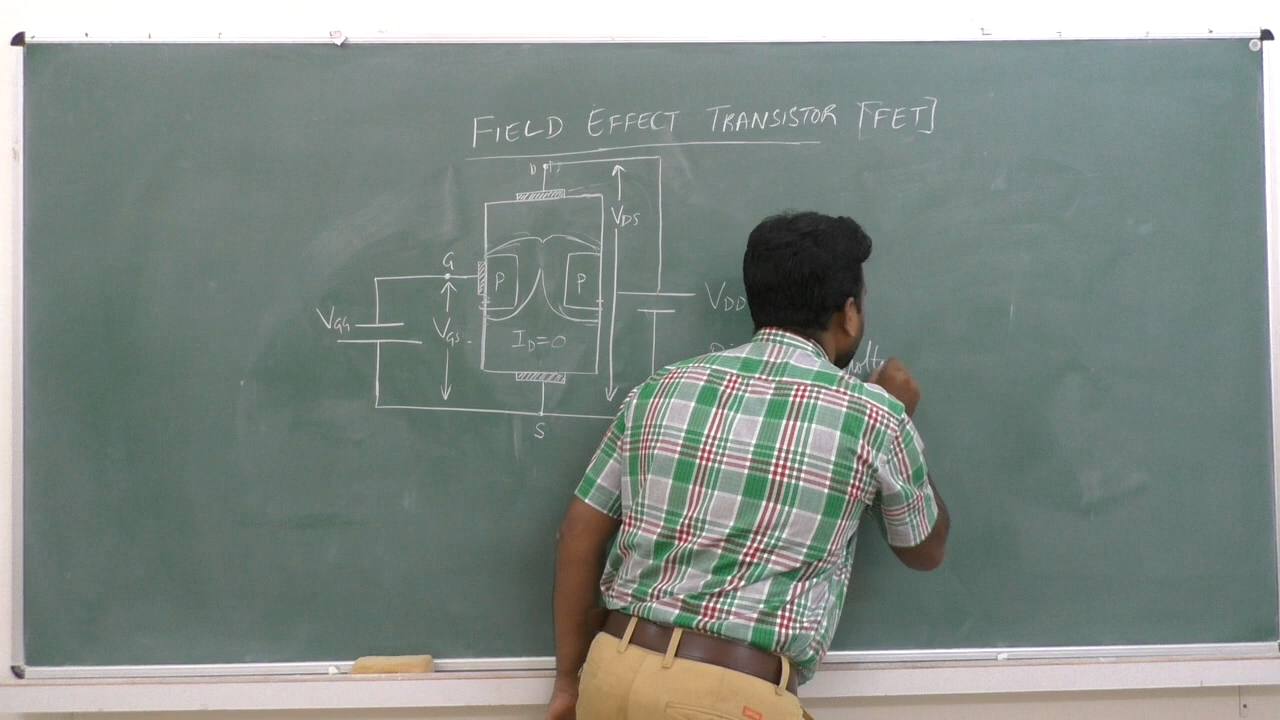 FIELD EFFECT TRANSISTOR [FET]
D
VDS
G
P P
VDD
VGG
VGS
ID=0
S